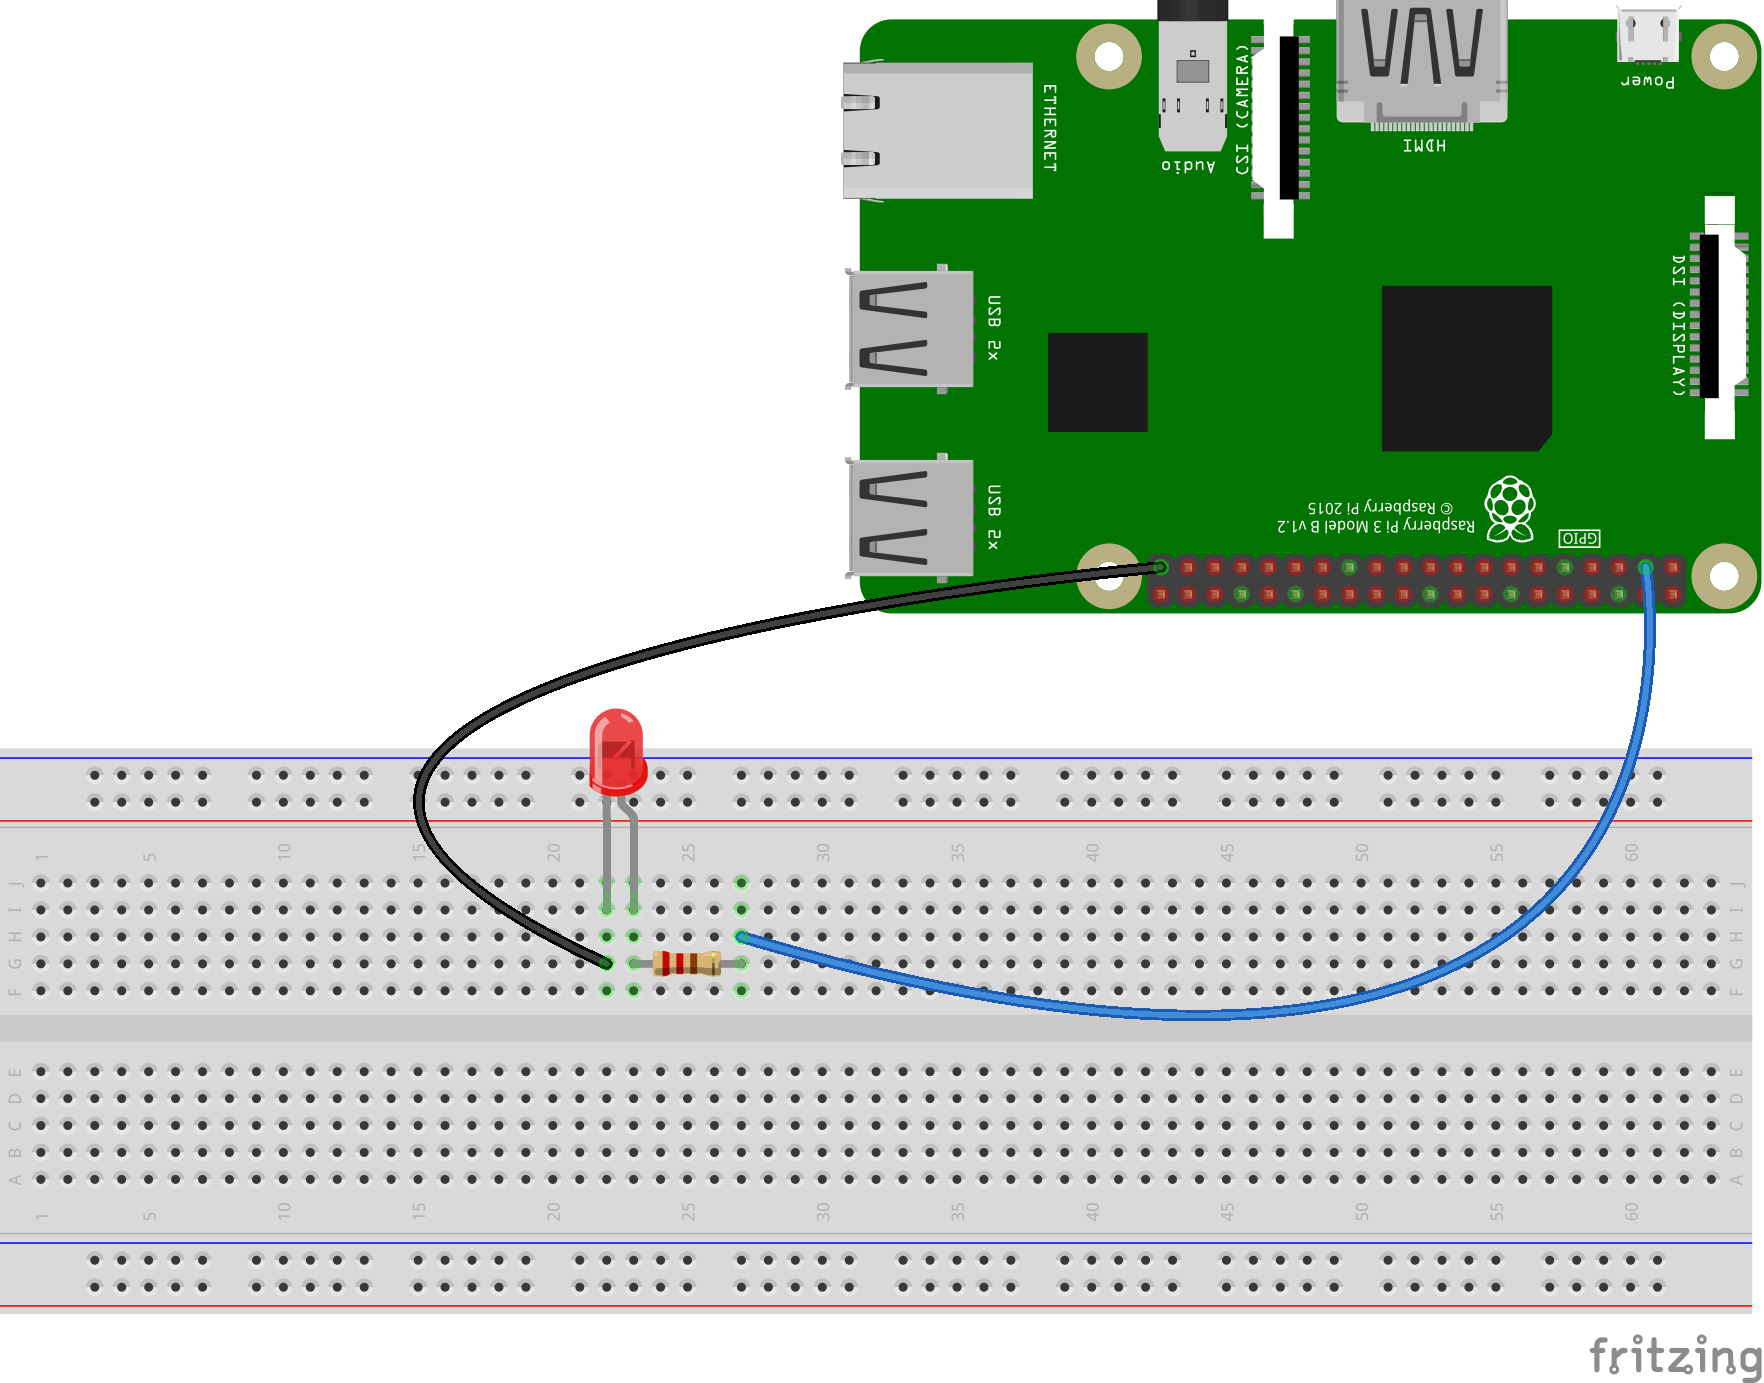 ETHERNET
Audio
CSI (CAMERA)
HDMI
Power
DSI (DISPLAY)
USB 2x
USB 2x
Raspberry Pi 3 Model B v1.2
© Raspberry Pi 2015
GPIO
1 5 10 15 20 25 30 35 40 45 50 55 60
J J
I I
H H
G G
F F
E E
D D
C C
B B
A A
1 5 10 15 20 25 30 35 40 45 50 55 60
fritzing